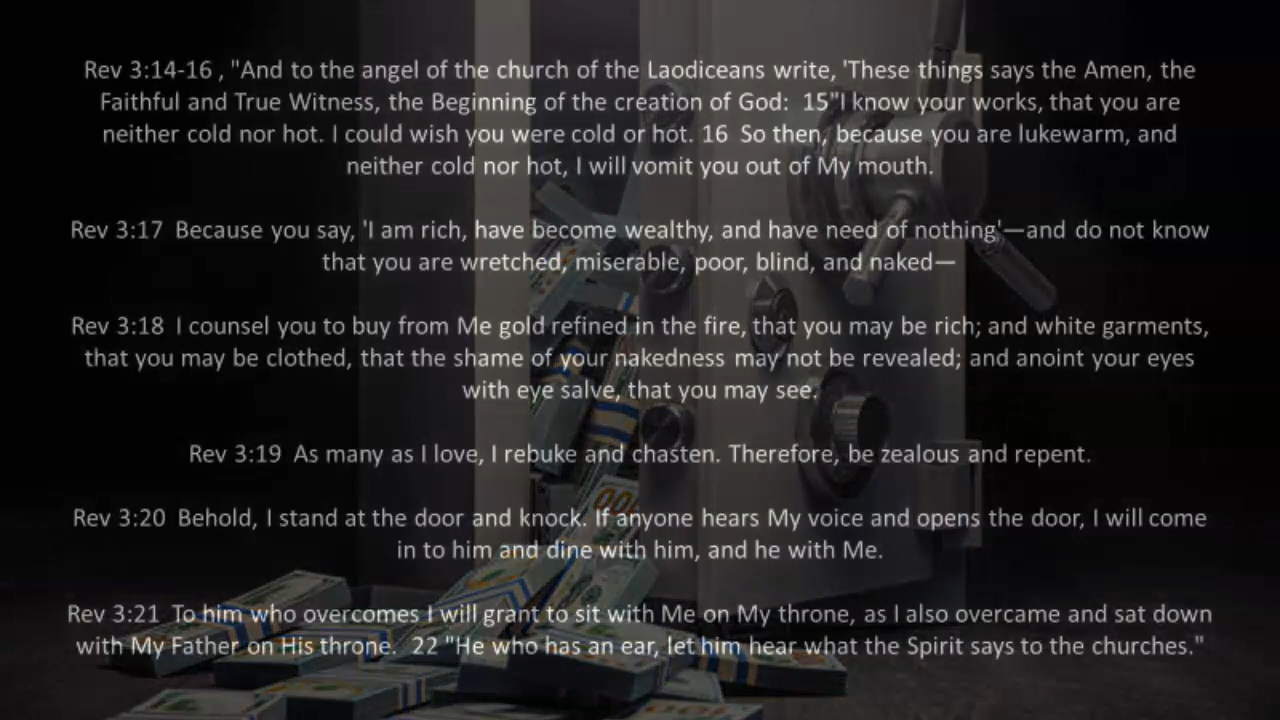 Rev 3:14-16 , "And to the angel of the church of the Laodiceans write, 'These things says the Amen, the
Faithful and True Witness, the Beginning of the creation of God:  15"I know your works, that you are
neither cold nor hot. I could wish you were cold or hot. 16  So then, because you are lukewarm, and
neither cold nor hot, I will vomit you out of My mouth.
Rev 3:17  Because you say, 'I am rich, have become wealthy, and have need of nothing'—and do not know
that you are wretched, miserable, poor, blind, and naked—
Rev 3:18  I counsel you to buy from Me gold refined in the fire, that you may be rich; and white garments,
that you may be clothed, that the shame of your nakedness may not be revealed; and anoint your eyes
with eye salve, that you may see.
Rev 3:19  As many as I love, I rebuke and chasten. Therefore, be zealous and repent.
Rev 3:20  Behold, I stand at the door and knock. If anyone hears My voice and opens the door, I will come
in to him and dine with him, and he with Me.
Rev 3:21  To him who overcomes I will grant to sit with Me on My throne, as I also overcame and sat down
with My Father on His throne.  22 "He who has an ear, let him hear what the Spirit says to the churches."